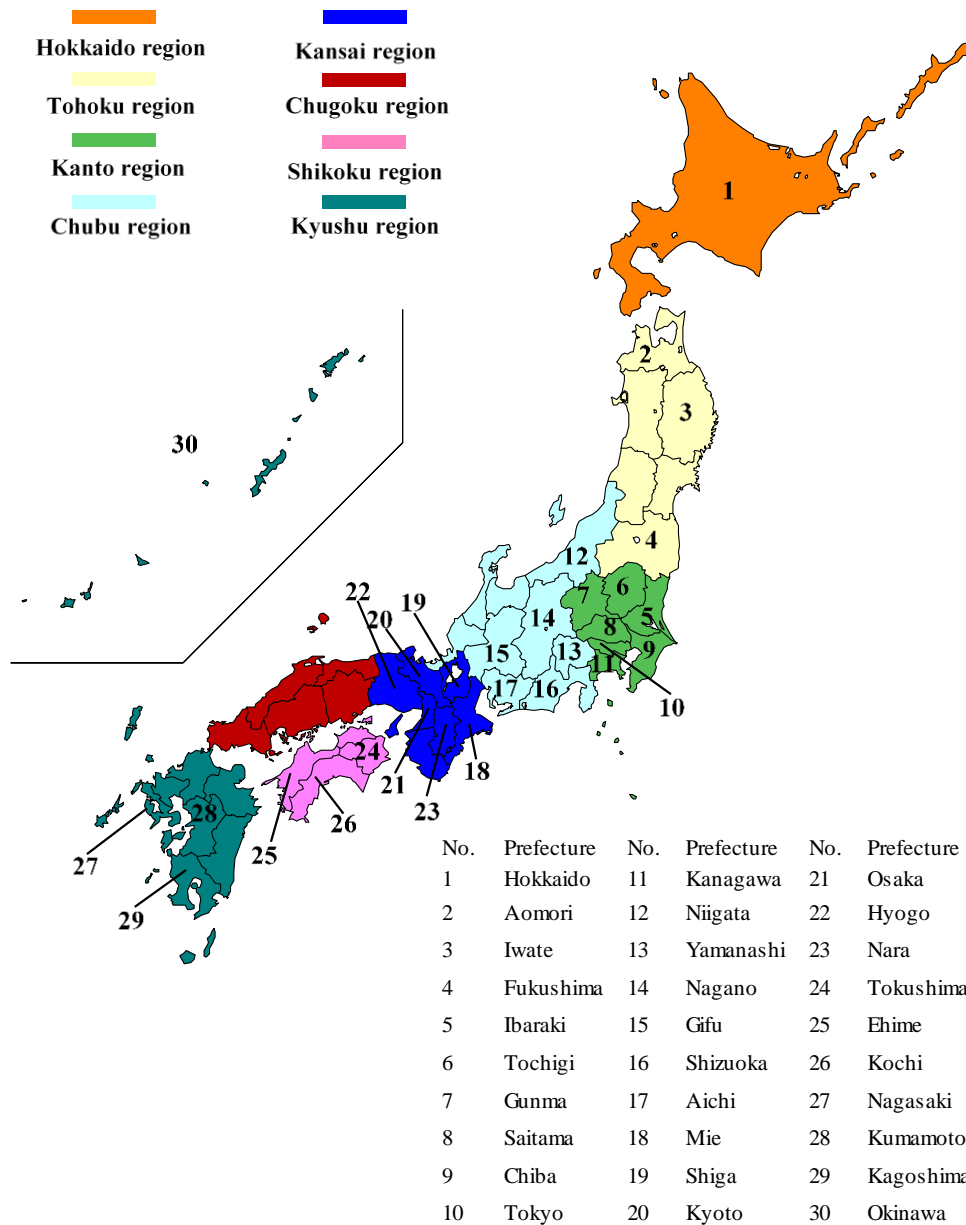 Hokkaido region
Kansai region
Tohoku region
Chugoku region
Kanto region
Shikoku region
Chubu region
Kyushu region
1
2
3
30
4
12
22
19
6
7
20
5
14
8
9
15
13
11
17
16
10
24
18
21
23
28
26
25
27
29
No. Prefecture No. Prefecture No. Prefecture
1 Hokkaido 11 Kanagawa 21 Osaka
2 Aomori 12 Niigata 22 Hyogo
3 Iwate 13 Yamanashi 23 Nara
4 Fukushima 14 Nagano 24 Tokushima
5 Ibaraki 15 Gifu 25 Ehime
6 Tochigi 16 Shizuoka 26 Kochi
7 Gunma 17 Aichi 27 Nagasaki
8 Saitama 18 Mie 28 Kumamoto
9 Chiba 19 Shiga 29 Kagoshima
10 Tokyo 20 Kyoto 30 Okinawa